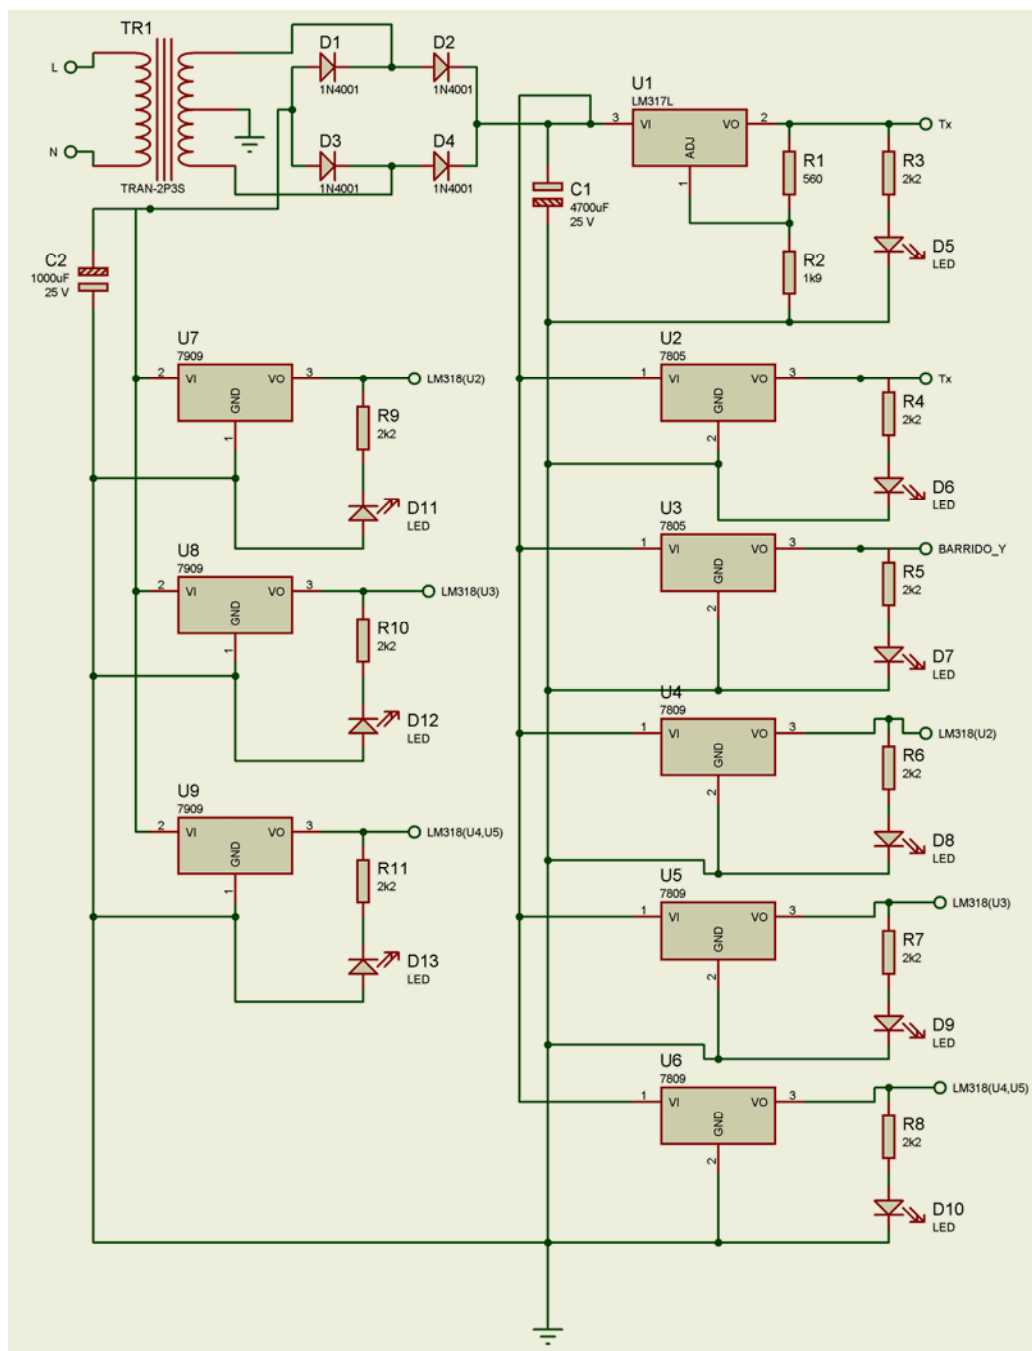 TR1
L
N
TRAN-2P3S
D1
1N4001
D2
1N4001
D3
1N4001
D4
1N4001
C2
1000uF
25 V
C1
4700uF
25 V
U1
LM317L
3
VI
VO
2
ADJ
1
R1
560
R2
1k9
R3
2k2
D5
LED
Tx
U7
7909
2
VI
VO
3
GND
1
LM318(U2)
R9
2k2
D11
LED
U8
7909
2
VI
VO
3
GND
1
LM318(U3)
R10
2k2
D12
LED
U9
7909
2
VI
VO
3
GND
1
LM318(U4,U5)
R11
2k2
D13
LED
U2
7805
1
VI
VO
3
GND
2
Tx
R4
2k2
D6
LED
U3
7805
1
VI
VO
3
GND
2
BARRIDO_Y
R5
2k2
D7
LED
U4
7809
1
VI
VO
3
GND
2
LM318(U2)
R6
2k2
D8
LED
U5
7809
1
VI
VO
3
GND
2
LM318(U3)
R7
2k2
D9
LED
U6
7809
1
VI
VO
3
GND
2
LM318(U4,U5)
R8
2k2
D10
LED